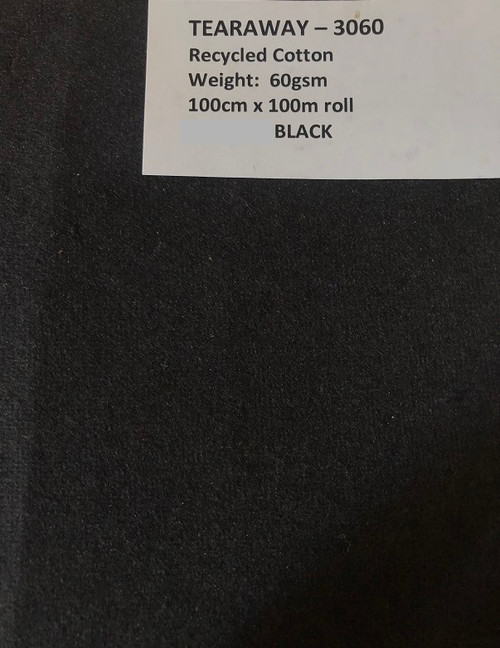 TEARAWAY – 3060
Recycled Cotton
Weight: 60gsm
100cm x 100m roll
BLACK